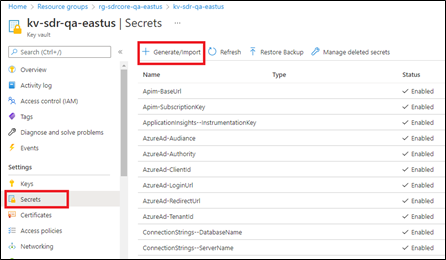 Home > Resource groups > rg-sdrcore-qa-eastus > kv-sdr-qa-eastus
kv-sdr-qa-eastus | Secrets ...
Key vault
Search (Ctrl+/)
«
+ Generate/Import
Refresh
Restore Backup
Manage deleted secrets
Overview
Activity log
Access control (IAM)
Tags
Diagnose and solve problems
Events
Settings
Keys
Secrets
Certificates
Access policies
Networking
Name Type Status
Apim-BaseUrl ✓ Enabled
Apim-SubscriptionKey ✓ Enabled
ApplicationInsights--InstrumentationKey ✓ Enabled
AzureAd-Audiance ✓ Enabled
AzureAd-Authority ✓ Enabled
AzureAd-ClientId ✓ Enabled
AzureAd-LoginUrl ✓ Enabled
AzureAd-RedirectUrl ✓ Enabled
AzureAd-TenantId ✓ Enabled
ConnectionStrings--DatabaseName ✓ Enabled
ConnectionStrings--ServerName ✓ Enabled